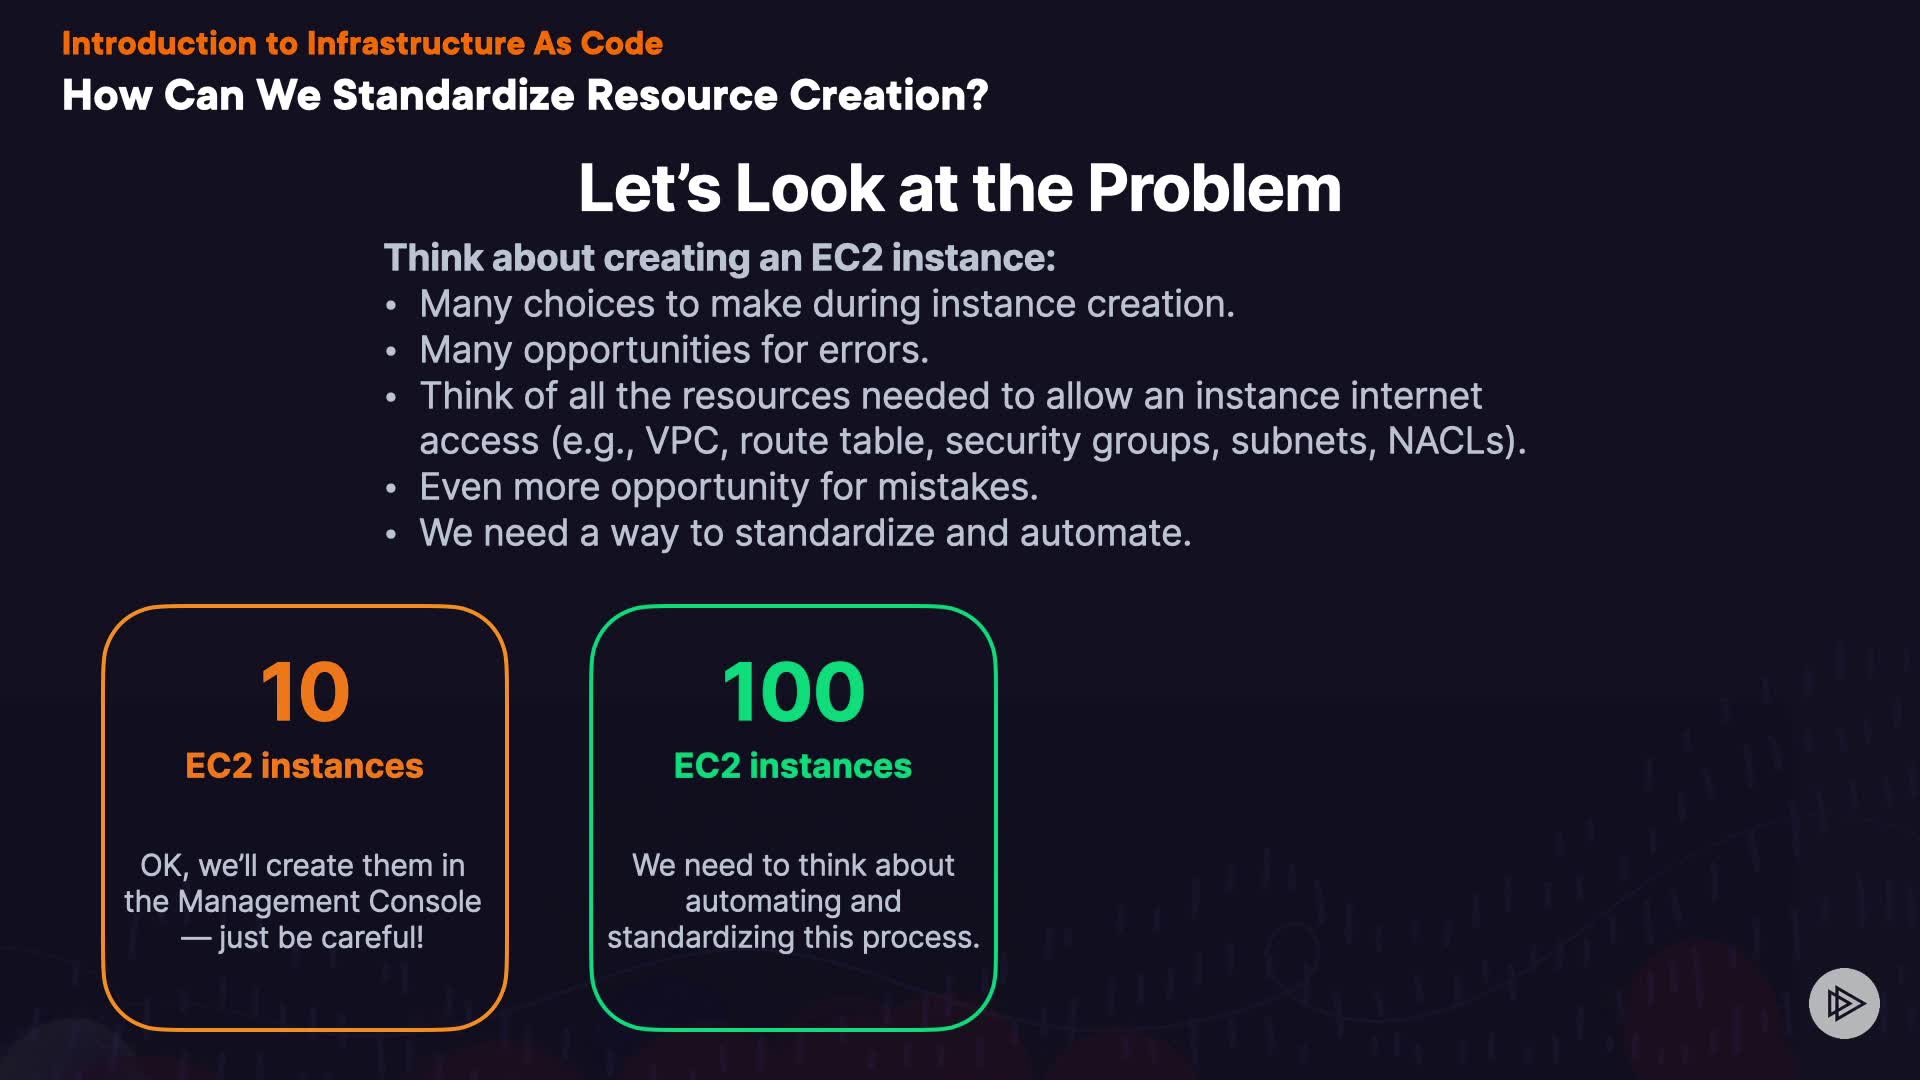 Introduction to Infrastructure As Code
How Can We Standardize Resource Creation?
Let’s Look at the Problem
Think about creating an EC2 instance:
• Many choices to make during instance creation.
• Many opportunities for errors.
• Think of all the resources needed to allow an instance internet
access (e.g., VPC, route table, security groups, subnets, NACLs).
• Even more opportunity for mistakes.
• We need a way to standardize and automate.
10
EC2 instances
OK, we’ll create them in
the Management Console
— just be careful!
100
EC2 instances
We need to think about
automating and
standardizing this process.